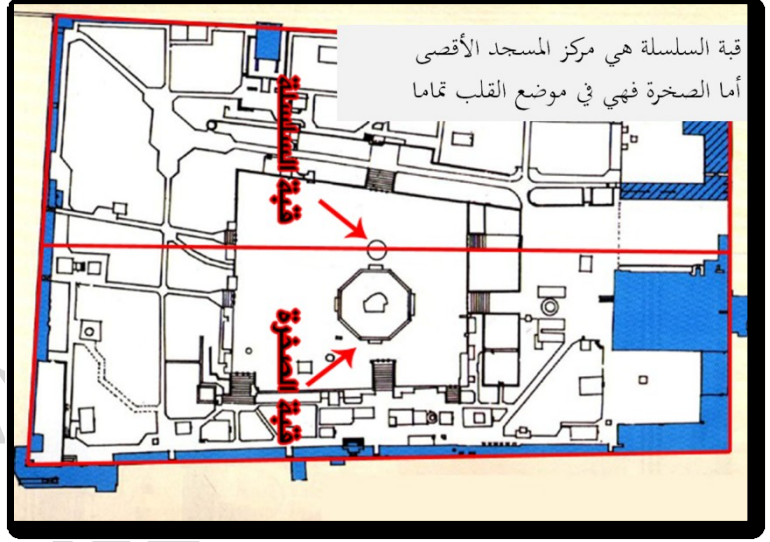 قبة السلسلة هي مركز المسجد الأقصى
أما الصخرة فهي في موضع القلب تماما
قبة السلسلة
قبة الصخرة